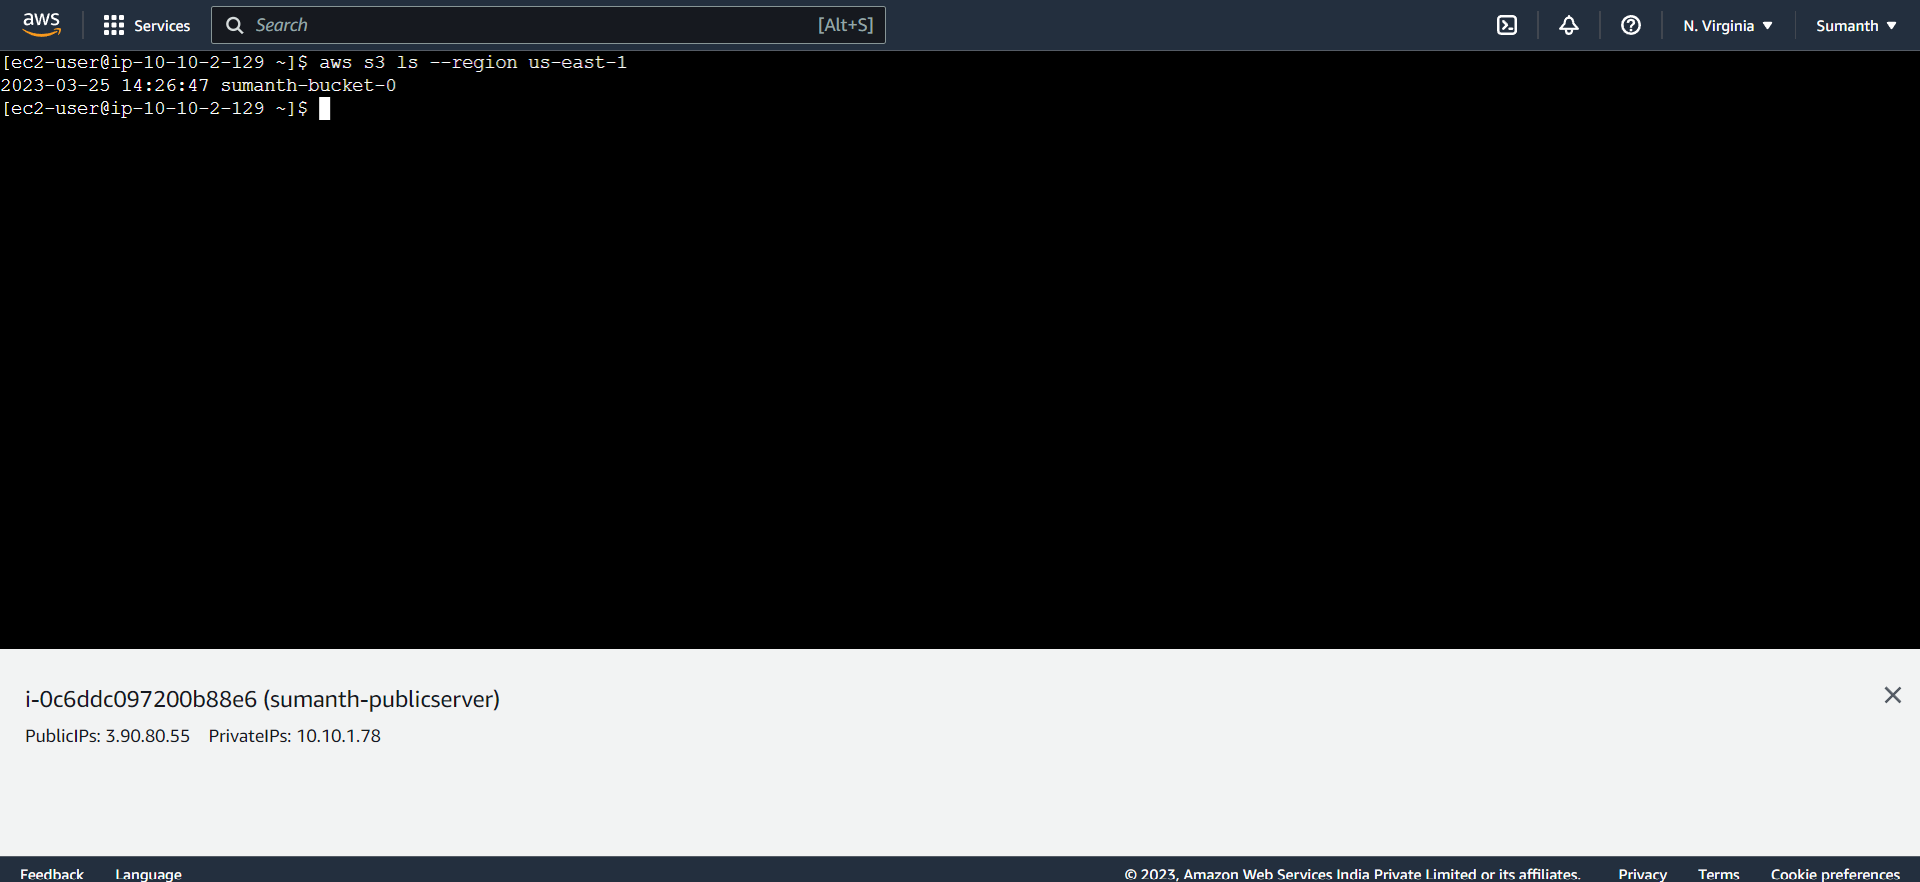 aws Services Search [Alt+S] N. Virginia Sumanth
[ec2-user@ip-10-10-2-129 ~]$ aws s3 ls --region us-east-1
2023-03-25 14:26:47 sumanth-bucket-0
[ec2-user@ip-10-10-2-129 ~]$
i-0c6ddc097200b88e6 (sumanth-publicserver)
PublicIPs: 3.90.80.55 PrivateIPs: 10.10.1.78
Feedback Language © 2023, Amazon Web Services India Private Limited or its affiliates. Privacy Terms Cookie preferences